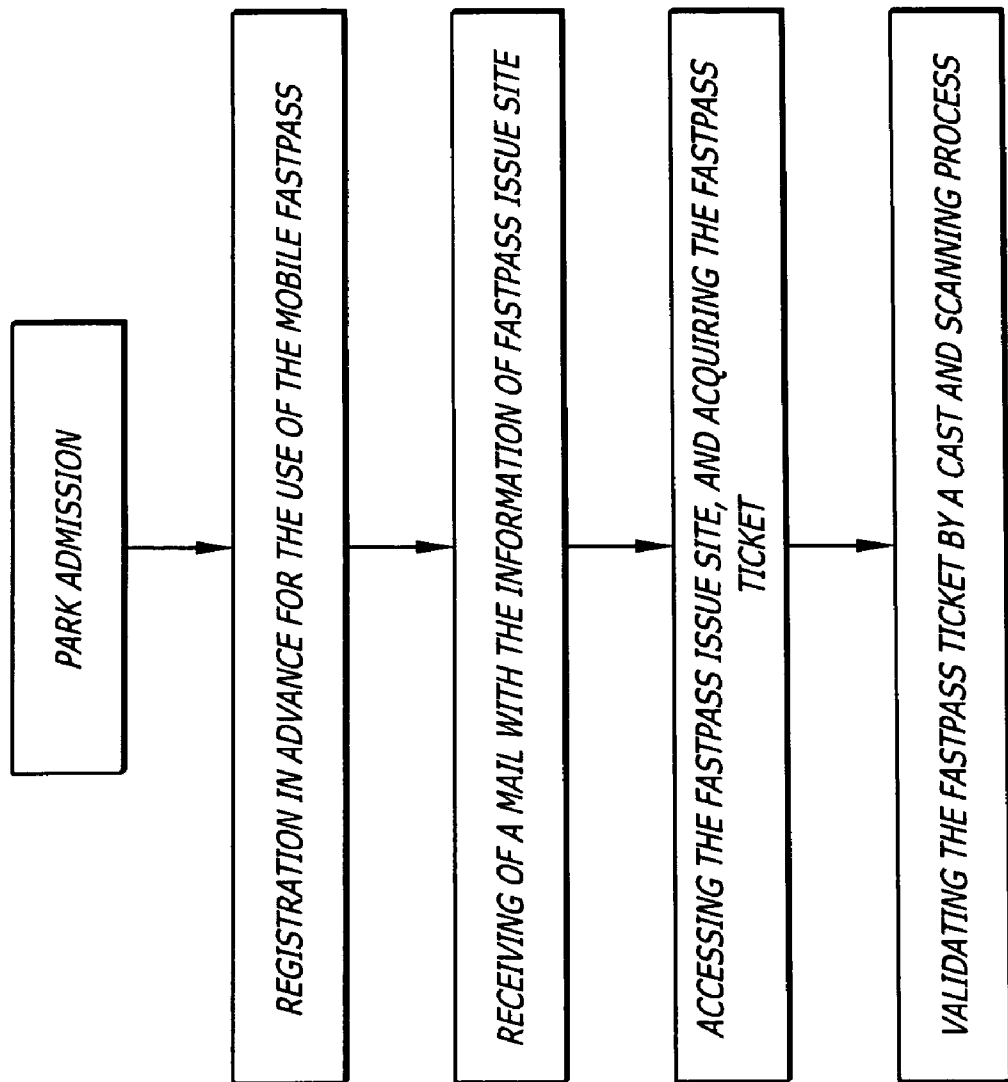 PARK ADMISSION
REGISTRATION IN ADVANCE FOR THE USE OF THE MOBILE FASTPASS
RECEIVING OF A MAIL WITH THE INFORMATION OF FASTPASS ISSUE SITE
ACCESSING THE FASTPASS ISSUE SITE, AND ACQUIRING THE FASTPASS
TICKET
VALIDATING THE FASTPASS TICKET BY A CAST AND SCANNING PROCESS